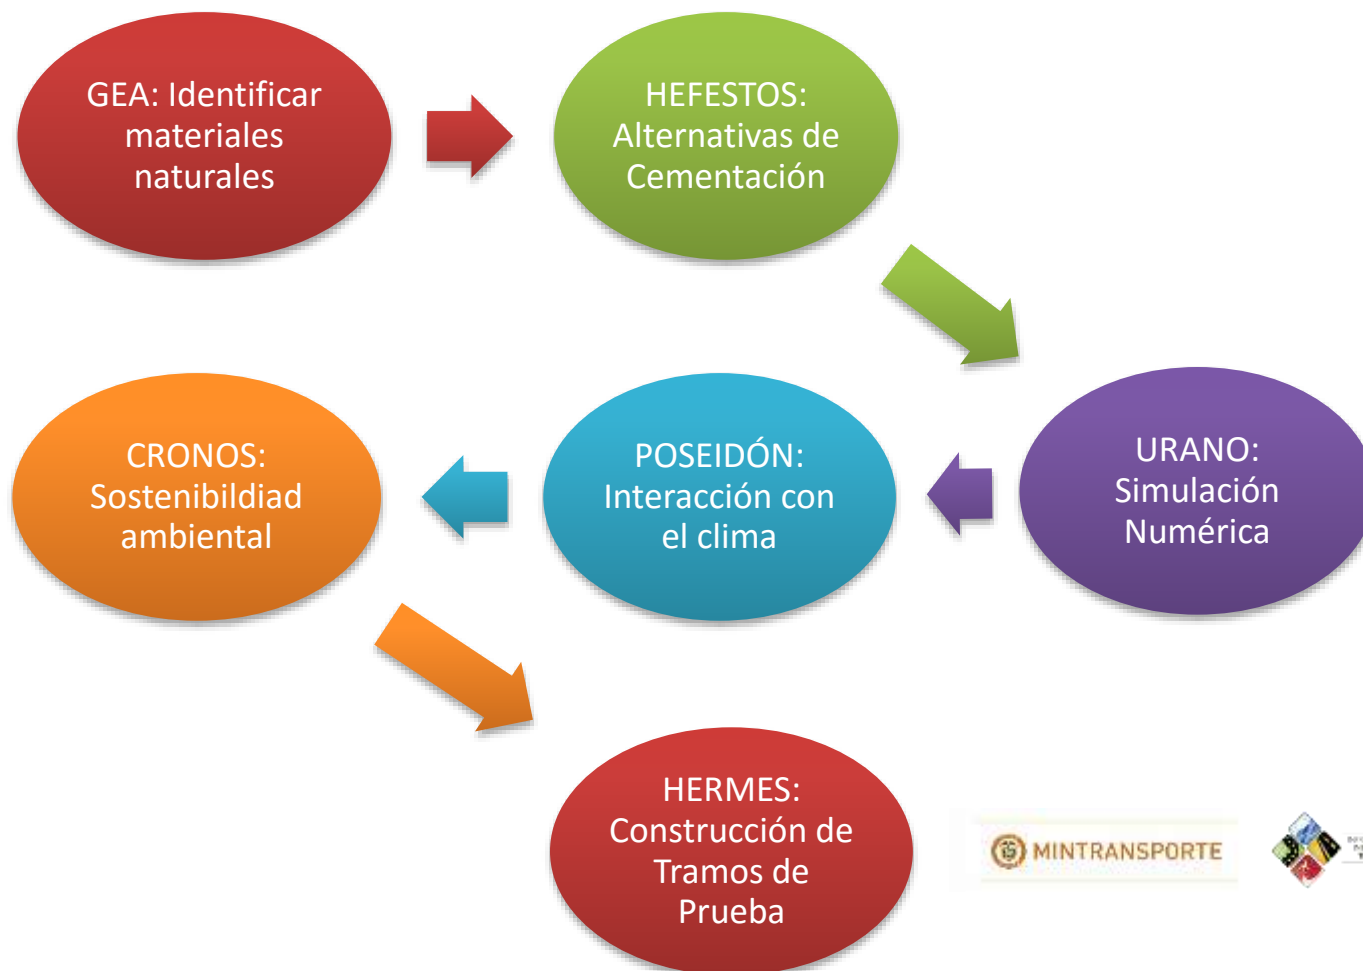 GEA: Identificar
materiales
naturales
HEFESTOS:
Alternativas de
Cementación
CRONOS:
Sostenibildiad
ambiental
POSEIDÓN:
Interacción con
el clima
URANO:
Simulación
Numérica
HERMES:
Construcción de
Tramos de
Prueba
MINTRANSPORTE